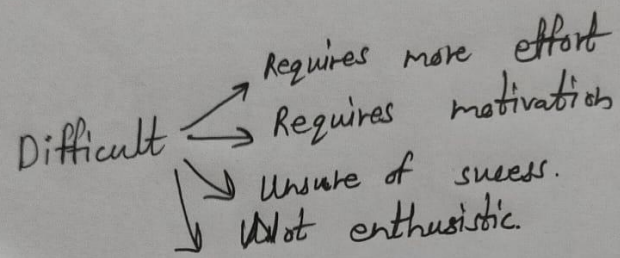 Requires more effort
Difficult Requires motivation
Unsure of sucess.
Not enthusistic.